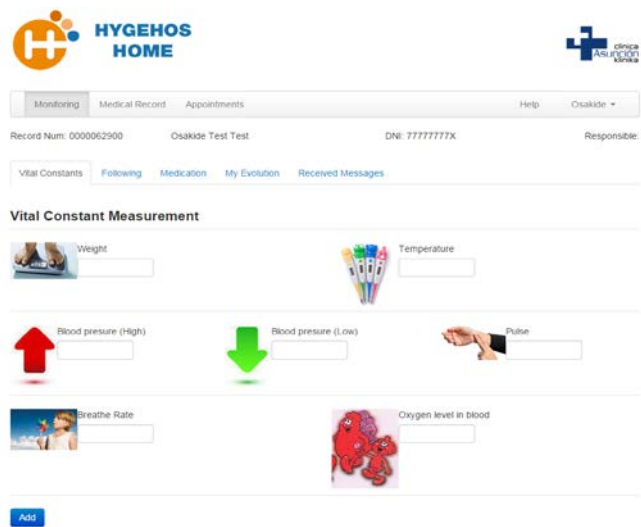 HYGEHOS
HOME
clínica
Asunción
klinika
Monitoring Medical Record Appointments Help Osakide
Record Num: 0000062900 Osakide Test Test DNI: 77777777X Responsible:
Vital Constants Following Medication My Evolution Received Messages
Vital Constant Measurement
Weight Temperature
Blood presure (High) Blood presure (Low) Pulse
Breathe Rate Oxygen level in blood
Add